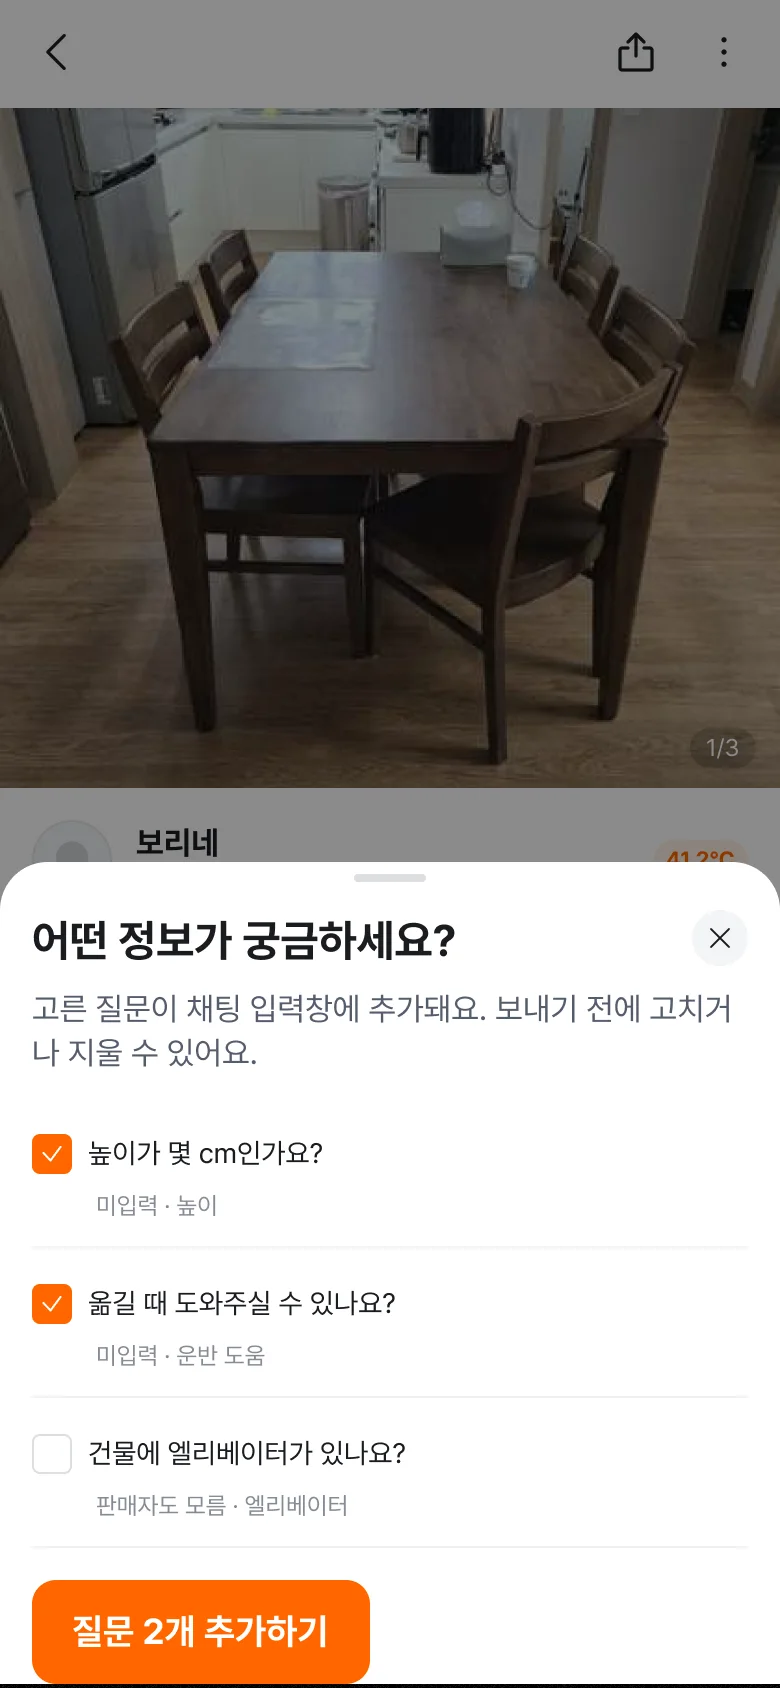 1/3
보리네
41.2°C
어떤 정보가 궁금하세요?
고른 질문이 채팅 입력창에 추가돼요. 보내기 전에 고치거
나 지울 수 있어요.
높이가 몇 cm인가요?
미입력 · 높이
옮길 때 도와주실 수 있나요?
미입력 · 운반 도움
건물에 엘리베이터가 있나요?
판매자도 모름 · 엘리베이터
질문 2개 추가하기